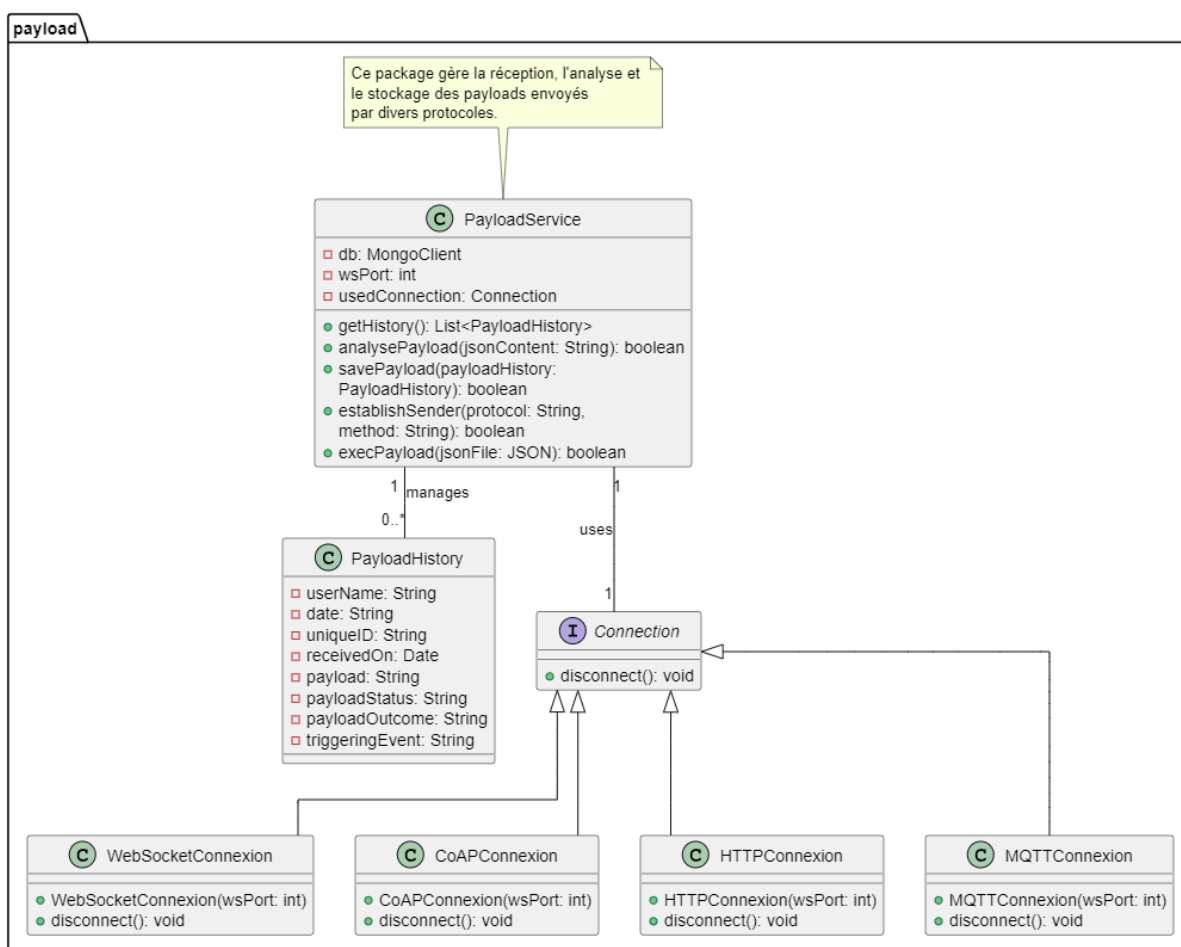 payload
Ce package gère la réception, l'analyse et
le stockage des payloads envoyés
par divers protocoles.
C PayloadService
db: MongoClient
wsPort: int
usedConnection: Connection
getHistory(): List<PayloadHistory>
analysePayload(jsonContent: String): boolean
savePayload(payloadHistory:
PayloadHistory): boolean
establishSender(protocol: String,
method: String): boolean
execPayload(jsonFile: JSON): boolean
1
manages
0..*
1
uses
1
C PayloadHistory
userName: String
date: String
uniqueID: String
receivedOn: Date
payload: String
payloadStatus: String
payloadOutcome: String
triggeringEvent: String
I Connection
disconnect(): void
C WebSocketConnexion
WebSocketConnexion(wsPort: int)
disconnect(): void
C CoAPConnexion
CoAPConnexion(wsPort: int)
disconnect(): void
C HTTPConnexion
HTTPConnexion(wsPort: int)
disconnect(): void
C MQTTConnexion
MQTTConnexion(wsPort: int)
disconnect(): void